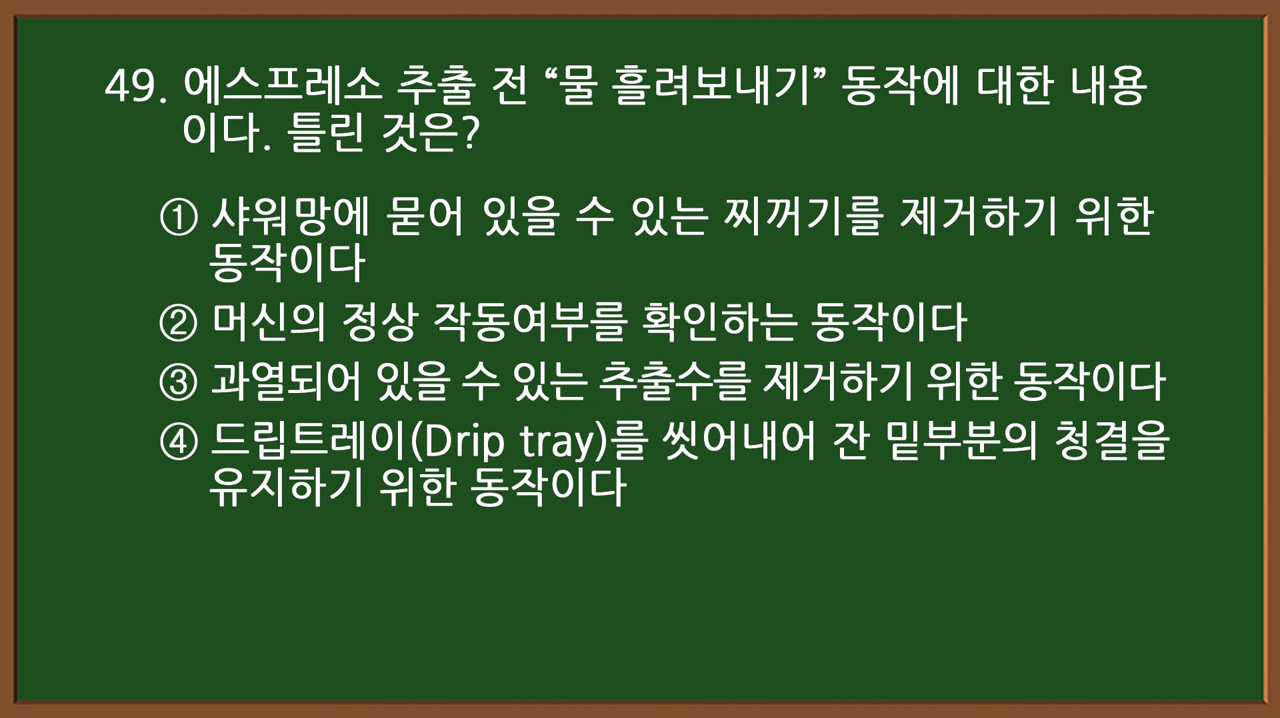 49. 에스프레소 추출 전 “물 흘려보내기” 동작에 대한 내용
이다. 틀린 것은?
① 샤워망에 묻어 있을 수 있는 찌꺼기를 제거하기 위한
동작이다
② 머신의 정상 작동여부를 확인하는 동작이다
③ 과열되어 있을 수 있는 추출수를 제거하기 위한 동작이다
④ 드립트레이(Drip tray)를 씻어내어 잔 밑부분의 청결을
유지하기 위한 동작이다